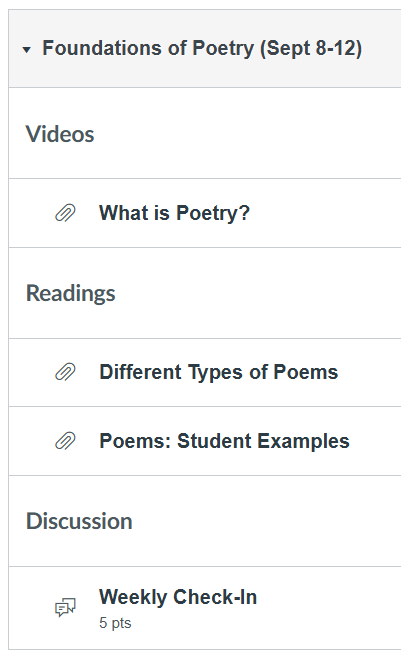 Foundations of Poetry (Sept 8-12)
Videos
What is Poetry?
Readings
Different Types of Poems
Poems: Student Examples
Discussion
Weekly Check-In
5 pts